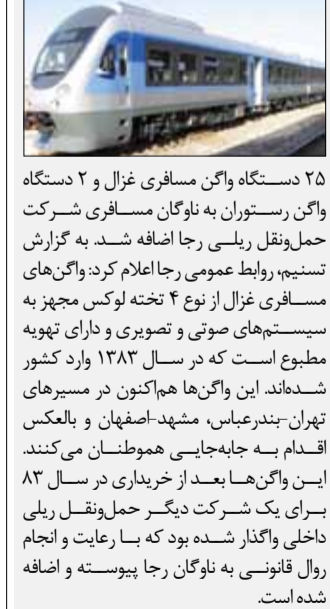 ۲۵ دستگاه واگن مسافری غزال و ۲ دستگاه
واگن رستوران به ناوگان مسافری شرکت
حمل‌ونقل ریلی رجا اضافه شد. به گزارش
تسنیم، روابط عمومی رجا اعلام کرد: واگن‌های
مسافری غزال از نوع ۴ تخته لوکس مجهز به
سیستم‌های صوتی و تصویری و دارای تهویه
مطبوع است که در سال ۱۳۸۳ وارد کشور
شده‌اند. این واگن‌ها هم‌اکنون در مسیرهای
تهران-بندرعباس، مشهد-اصفهان و بالعکس
اقدام به جابه‌جایی هموطنان می‌کنند.
این واگن‌ها بعد از خریداری در سال ۸۳
برای یک شرکت دیگر حمل‌ونقل ریلی
داخلی واگذار شده بود که با رعایت و انجام
روال قانونی به ناوگان رجا پیوسته و اضافه
شده است.